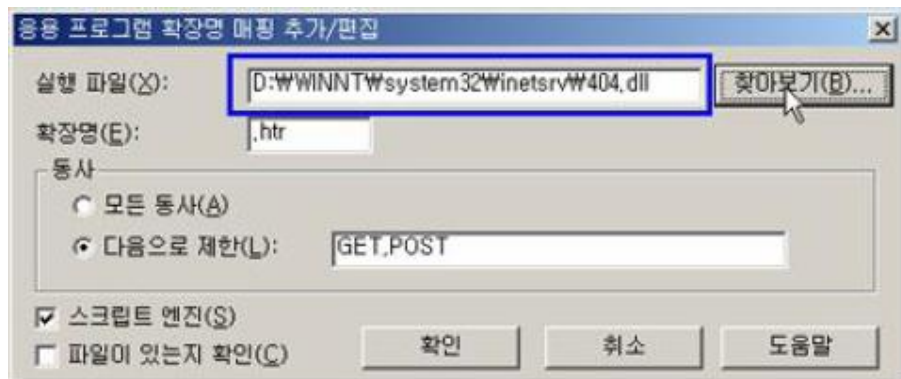 응용 프로그램 확장명 매핑 추가/편집
실행 파일(X): D:₩WINNT₩system32₩inetsrv₩404.dll 찾아보기(B)...
확장명(E): .htr
동사
모든 동사(A)
다음으로 제한(L): GET,POST
스크립트 엔진(S)
파일이 있는지 확인(C)
확인 취소 도움말